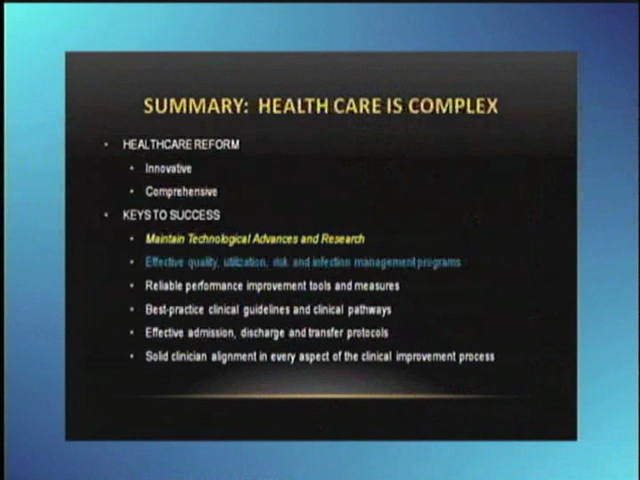 SUMMARY: HEALTH CARE IS COMPLEX
• HEALTHCARE REFORM
• Innovative
• Comprehensive
• KEYS TO SUCCESS
• Maintain Technological Advances and Research
• Effective quality, utilization, risk and infection management programs
• Reliable performance improvement tools and measures
• Best-practice clinical guidelines and clinical pathways
• Effective admission, discharge and transfer protocols
• Solid clinician alignment in every aspect of the clinical improvement process